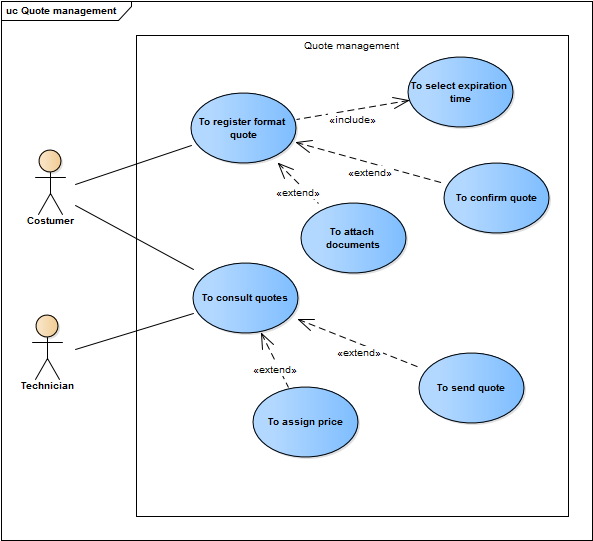 uc Quote management
Quote management
To select expiration
time
To register format
quote
«include»
«extend»
To confirm quote
«extend»
Costumer
To attach
documents
To consult quotes
«extend»
«extend»
Technician
To send quote
To assign price